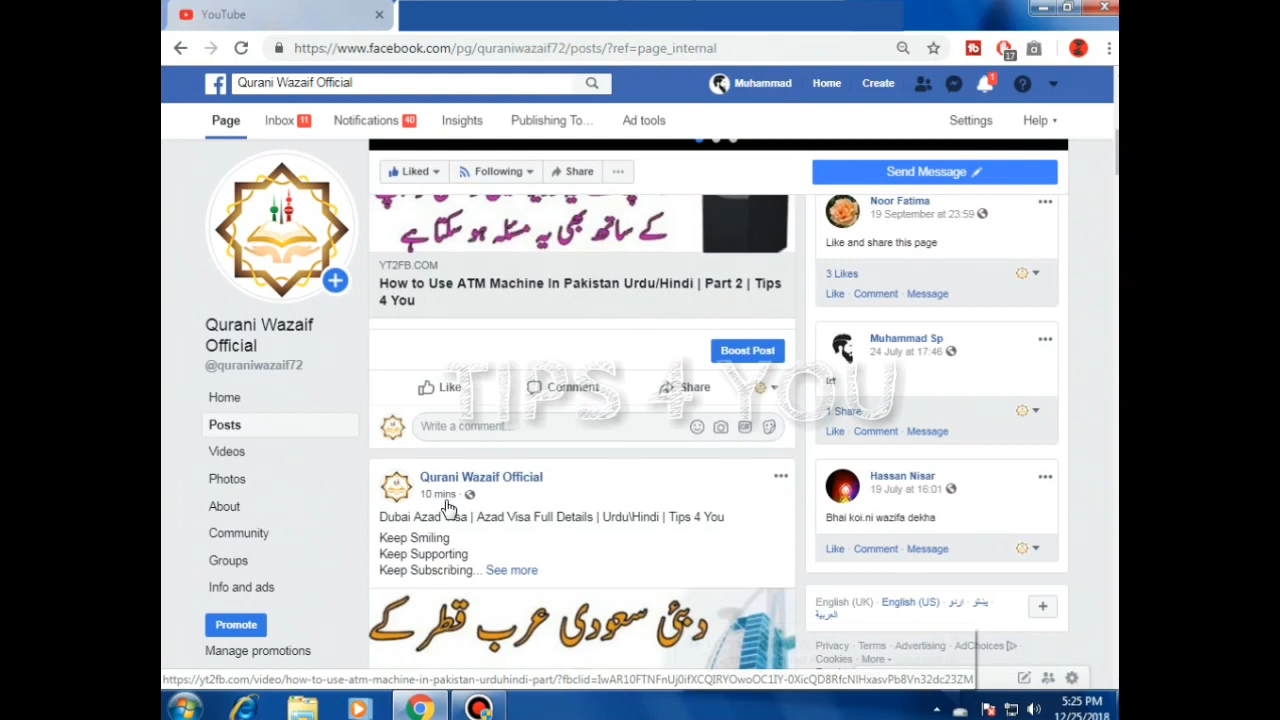 YouTube
https://www.facebook.com/pg/quraniwazaif72/posts/?ref=page_internal
17
Qurani Wazaif Official
Muhammad
Home
Create
1
Page
Inbox 11
Notifications 40
Insights
Publishing To...
Ad tools
Settings
Help
Liked
Following
Share
Send Message
کے ساتھ بھی یہ مسئلہ ہو سکتا ہے
YT2FB.COM
How to Use ATM Machine In Pakistan Urdu/Hindi | Part 2 | Tips
4 You
Boost Post
TIPS 4 YOU
Like
Comment
Share
Write a comment...
Qurani Wazaif
Official
@quraniwazaif72
Home
Posts
Videos
Photos
About
Community
Groups
Info and ads
Promote
Manage promotions
Qurani Wazaif Official
10 mins
Dubai Azad Visa | Azad Visa Full Details | Urdu\Hindi | Tips 4 You
Keep Smiling
Keep Supporting
Keep Subscribing... See more
دبئی سعودی عرب قطر کے
Noor Fatima
19 September at 23:59
Like and share this page
3 Likes
Like · Comment · Message
Muhammad Sp
24 July at 17:46
1 Share
Like · Comment · Message
Hassan Nisar
19 July at 16:01
Bhai koi.ni wazifa dekha
Like · Comment · Message
English (UK) · English (US) · اردو · پښتو ·
العربية
Privacy · Terms · Advertising · AdChoices
Cookies · More
https://yt2fb.com/video/how-to-use-atm-machine-in-pakistan-urduhindi-part/?fbclid=
5:25 PM
12/25/2018